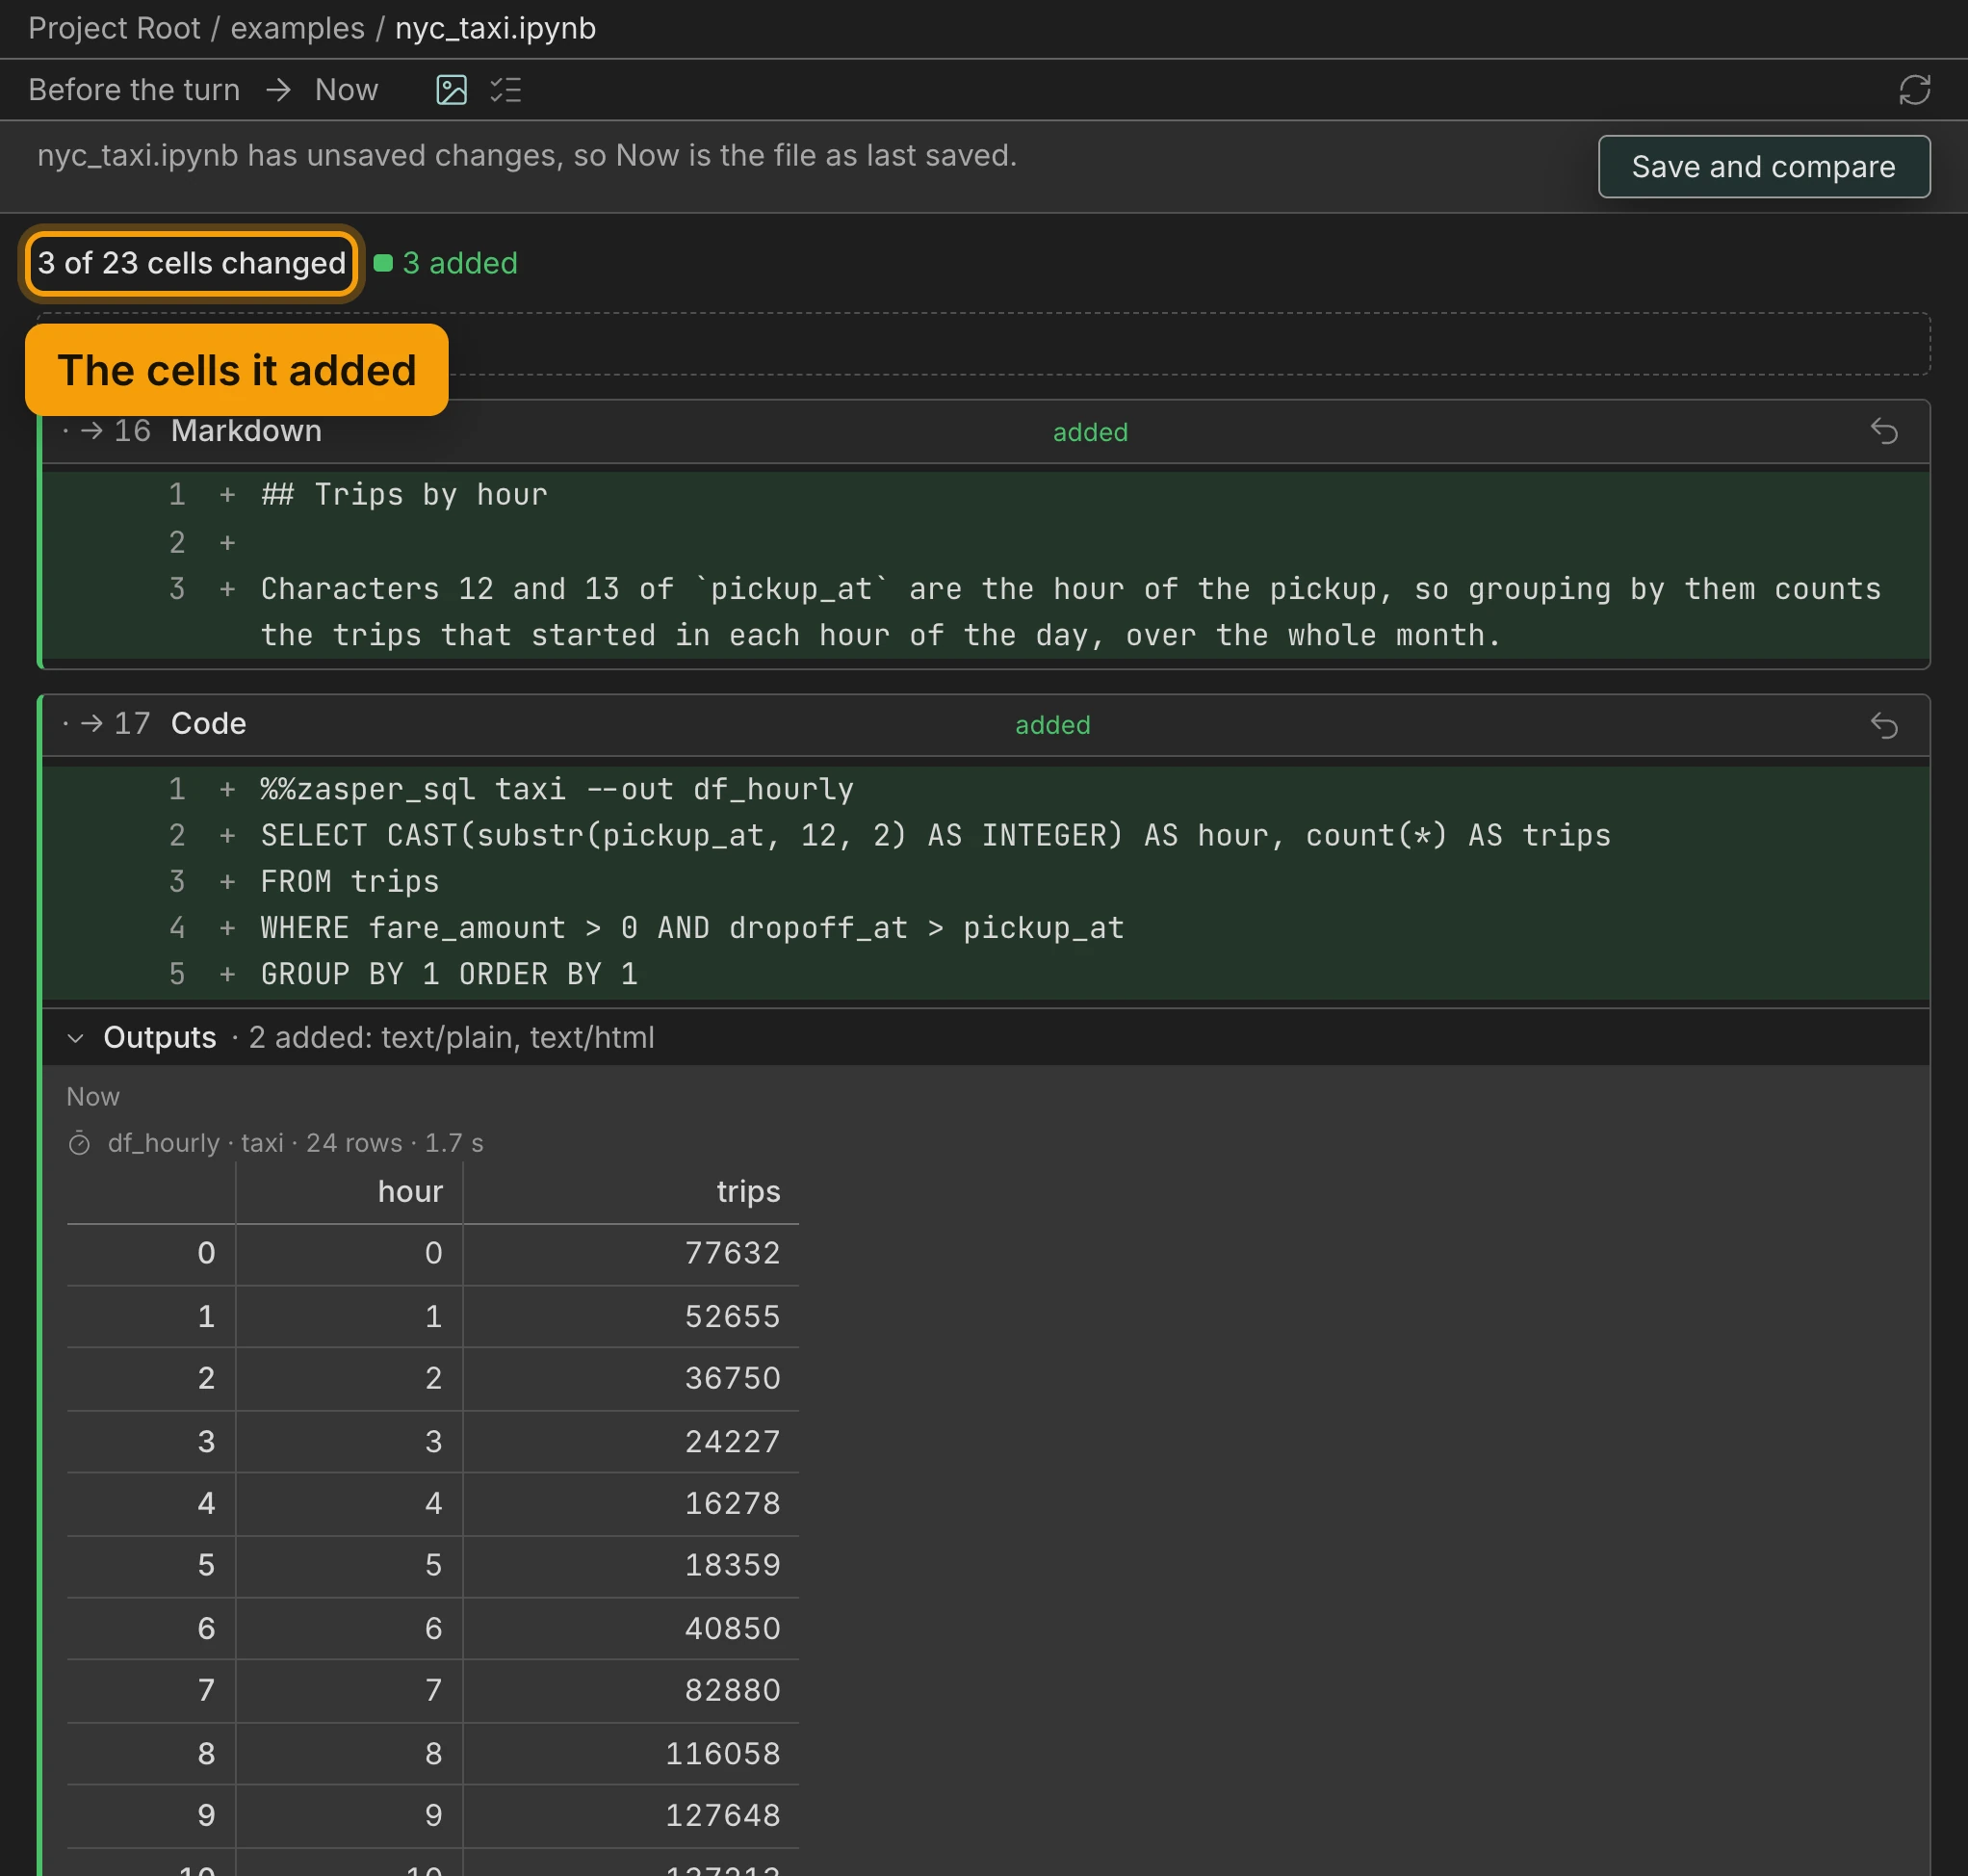 Project Root / examples / nyc_taxi.ipynb
Before the turn → Now
nyc_taxi.ipynb has unsaved changes, so Now is the file as last saved.
Save and compare
3 of 23 cells changed 3 added
The cells it added
· → 16 Markdown added
1 + ## Trips by hour
2 +
3 + Characters 12 and 13 of `pickup_at` are the hour of the pickup, so grouping by them counts
the trips that started in each hour of the day, over the whole month.
· → 17 Code added
1 + %%zasper_sql taxi --out df_hourly
2 + SELECT CAST(substr(pickup_at, 12, 2) AS INTEGER) AS hour, count(*) AS trips
3 + FROM trips
4 + WHERE fare_amount > 0 AND dropoff_at > pickup_at
5 + GROUP BY 1 ORDER BY 1
Outputs · 2 added: text/plain, text/html
Now
df_hourly · taxi · 24 rows · 1.7 s
hour trips
0 0 77632
1 1 52655
2 2 36750
3 3 24227
4 4 16278
5 5 18359
6 6 40850
7 7 82880
8 8 116058
9 9 127648
10 10